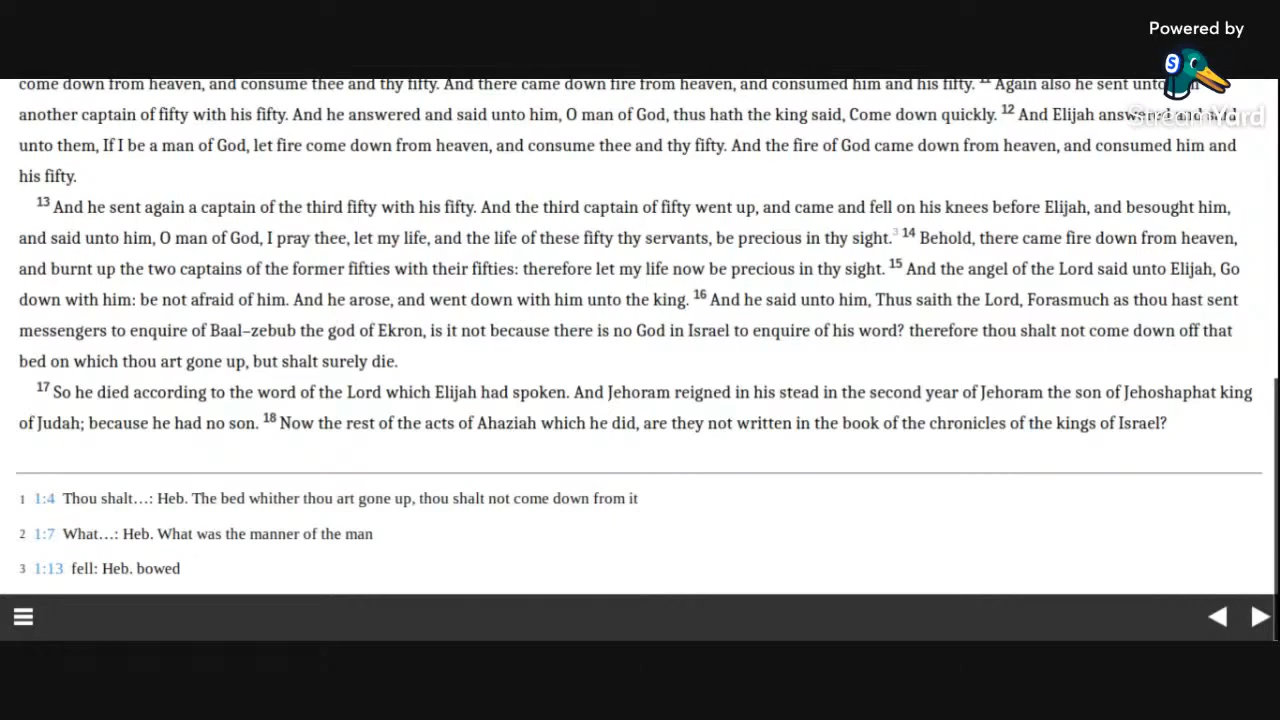 Powered by
StreamYard
come down from heaven, and consume thee and thy fifty. And there came down fire from heaven, and consumed him and his fifty. 11 Again also he sent unto
another captain of fifty with his fifty. And he answered and said unto him, O man of God, thus hath the king said, Come down quickly. 12 And Elijah answered and said
unto them, If I be a man of God, let fire come down from heaven, and consume thee and thy fifty. And the fire of God came down from heaven, and consumed him and
his fifty.
13 And he sent again a captain of the third fifty with his fifty. And the third captain of fifty went up, and came and fell on his knees before Elijah, and besought him,
and said unto him, O man of God, I pray thee, let my life, and the life of these fifty thy servants, be precious in thy sight.3 14 Behold, there came fire down from heaven,
and burnt up the two captains of the former fifties with their fifties: therefore let my life now be precious in thy sight. 15 And the angel of the Lord said unto Elijah, Go
down with him: be not afraid of him. And he arose, and went down with him unto the king. 16 And he said unto him, Thus saith the Lord, Forasmuch as thou hast sent
messengers to enquire of Baal–zebub the god of Ekron, is it not because there is no God in Israel to enquire of his word? therefore thou shalt not come down off that
bed on which thou art gone up, but shalt surely die.
17 So he died according to the word of the Lord which Elijah had spoken. And Jehoram reigned in his stead in the second year of Jehoram the son of Jehoshaphat king
of Judah; because he had no son. 18 Now the rest of the acts of Ahaziah which he did, are they not written in the book of the chronicles of the kings of Israel?
1 1:4 Thou shalt…: Heb. The bed whither thou art gone up, thou shalt not come down from it
2 1:7 What…: Heb. What was the manner of the man
3 1:13 fell: Heb. bowed